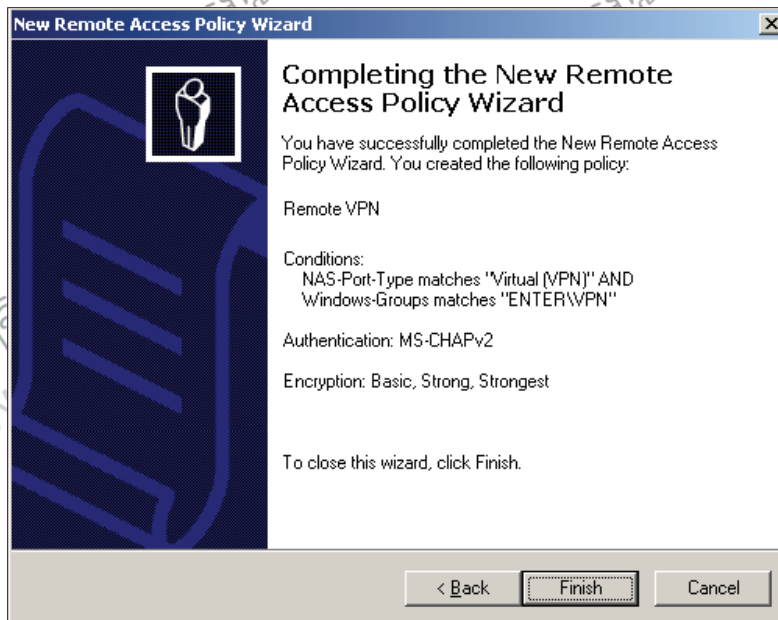 New Remote Access Policy Wizard
Completing the New Remote
Access Policy Wizard
You have successfully completed the New Remote Access
Policy Wizard. You created the following policy:
Remote VPN
Conditions:
NAS-Port-Type matches "Virtual (VPN)" AND
Windows-Groups matches "ENTER\VPN"
Authentication: MS-CHAPv2
Encryption: Basic, Strong, Strongest
To close this wizard, click Finish.
< Back
Finish
Cancel